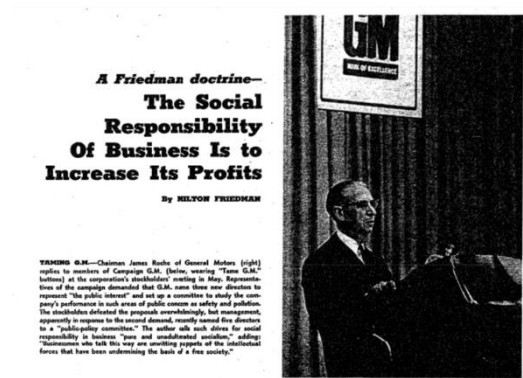 A Friedman doctrine—
The Social
Responsibility
Of Business Is to
Increase Its Profits
By MILTON FRIEDMAN
TAMING G.M.—Chairman James Roche of General Motors (right)
replies to members of Campaign G.M. (below, wearing "Tame G.M."
buttons) at the corporation's stockholders' meeting in May. Representa-
tives of the campaign demanded that G.M. name three new directors to
represent "the public interest" and set up a committee to study the com-
pany's performance in such areas of public concern as safety and pollution.
The stockholders defeated the proposals overwhelmingly, but management,
apparently in response to the second demand, recently named five directors
to a "public-policy committee." The author calls such drives for social
responsibility in business "pure and unadulterated socialism," adding:
"Businessmen who talk this way are unwitting puppets of the intellectual
forces that have been undermining the basis of a free society."
GM
MARK OF EXCELLENCE